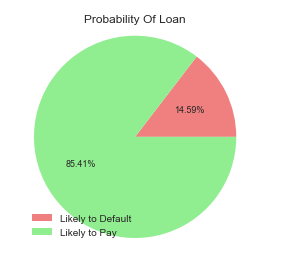 Probability Of Loan
14.59%
85.41%
Likely to Default
Likely to Pay